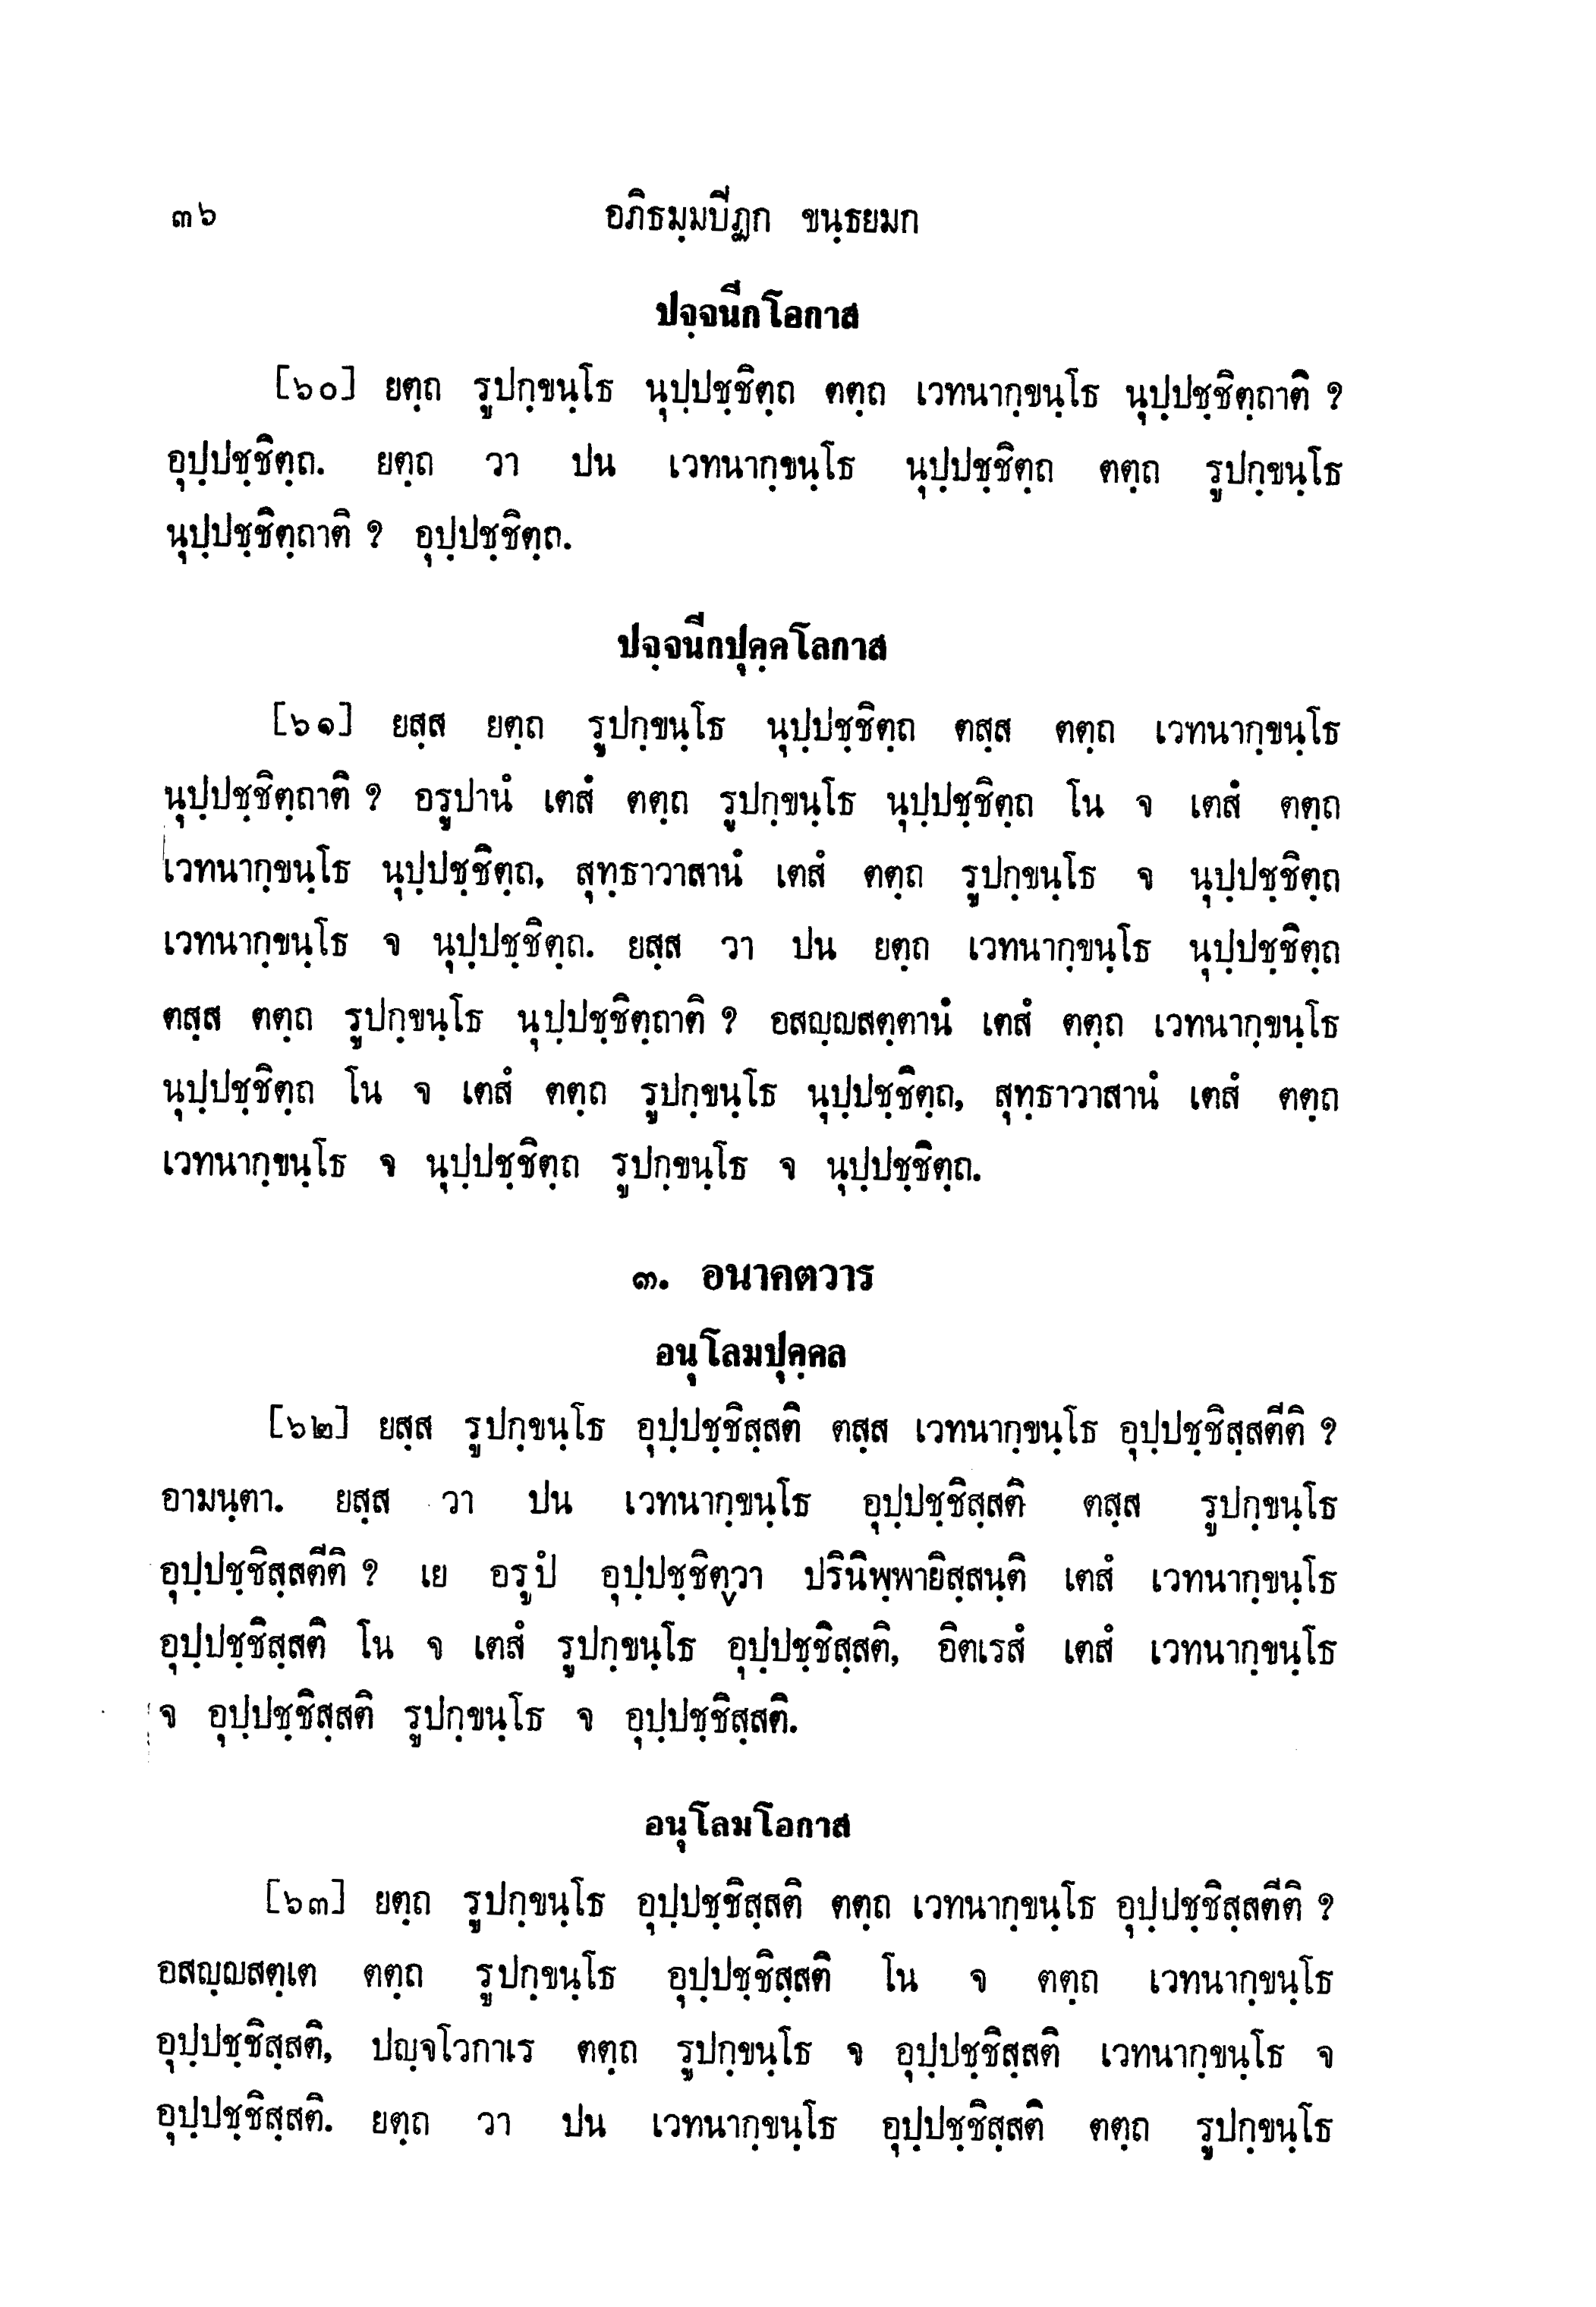 ๓๖ อภิธมฺมปีฏก ขนฺธยมก
ปจฺจนีกโอกาส
[๖๐] ยตฺถ รูปกฺขนฺโธ นุปฺปชฺชิตฺถ ตตฺถ เวทนากฺขนฺโธ นุปฺปชฺชิตฺถาติ ?
อุปฺปชฺชิตฺถ. ยตฺถ วา ปน เวทนากฺขนฺโธ นุปฺปชฺชิตฺถ ตตฺถ รูปกฺขนฺโธ
นุปฺปชฺชิตฺถาติ ? อุปฺปชฺชิตฺถ.
ปจฺจนีกปุคฺคโลกาส
[๖๑] ยสฺส ยตฺถ รูปกฺขนฺโธ นุปฺปชฺชิตฺถ ตสฺส ตตฺถ เวทนากฺขนฺโธ
นุปฺปชฺชิตฺถาติ ? อรูปานํ เตสํ ตตฺถ รูปกฺขนฺโธ นุปฺปชฺชิตฺถ โน จ เตสํ ตตฺถ
เวทนากฺขนฺโธ นุปฺปชฺชิตฺถ, สุทฺธาวาสานํ เตสํ ตตฺถ รูปกฺขนฺโธ จ นุปฺปชฺชิตฺถ
เวทนากฺขนฺโธ จ นุปฺปชฺชิตฺถ. ยสฺส วา ปน ยตฺถ เวทนากฺขนฺโธ นุปฺปชฺชิตฺถ
ตสฺส ตตฺถ รูปกฺขนฺโธ นุปฺปชฺชิตฺถาติ ? อสญฺญสตฺตานํ เตสํ ตตฺถ เวทนากฺขนฺโธ
นุปฺปชฺชิตฺถ โน จ เตสํ ตตฺถ รูปกฺขนฺโธ นุปฺปชฺชิตฺถ, สุทฺธาวาสานํ เตสํ ตตฺถ
เวทนากฺขนฺโธ จ นุปฺปชฺชิตฺถ รูปกฺขนฺโธ จ นุปฺปชฺชิตฺถ.
๓. อนาคตวาร
อนุโลมปุคฺคล
[๖๒] ยสฺส รูปกฺขนฺโธ อุปฺปชฺชิสฺสติ ตสฺส เวทนากฺขนฺโธ อุปฺปชฺชิสฺสตีติ ?
อามนฺตา. ยสฺส วา ปน เวทนากฺขนฺโธ อุปฺปชฺชิสฺสติ ตสฺส รูปกฺขนฺโธ
อุปฺปชฺชิสฺสตีติ ? เย อรูปํ อุปฺปชฺชิตฺวา ปรินิพฺพายิสฺสนฺติ เตสํ เวทนากฺขนฺโธ
อุปฺปชฺชิสฺสติ โน จ เตสํ รูปกฺขนฺโธ อุปฺปชฺชิสฺสติ, อิตเรสํ เตสํ เวทนากฺขนฺโธ
จ อุปฺปชฺชิสฺสติ รูปกฺขนฺโธ จ อุปฺปชฺชิสฺสติ.
อนุโลมโอกาส
[๖๓] ยตฺถ รูปกฺขนฺโธ อุปฺปชฺชิสฺสติ ตตฺถ เวทนากฺขนฺโธ อุปฺปชฺชิสฺสตีติ ?
อสญฺญสตฺเต ตตฺถ รูปกฺขนฺโธ อุปฺปชฺชิสฺสติ โน จ ตตฺถ เวทนากฺขนฺโธ
อุปฺปชฺชิสฺสติ, ปญฺจโวกาเร ตตฺถ รูปกฺขนฺโธ จ อุปฺปชฺชิสฺสติ เวทนากฺขนฺโธ จ
อุปฺปชฺชิสฺสติ. ยตฺถ วา ปน เวทนากฺขนฺโธ อุปฺปชฺชิสฺสติ ตตฺถ รูปกฺขนฺโธ